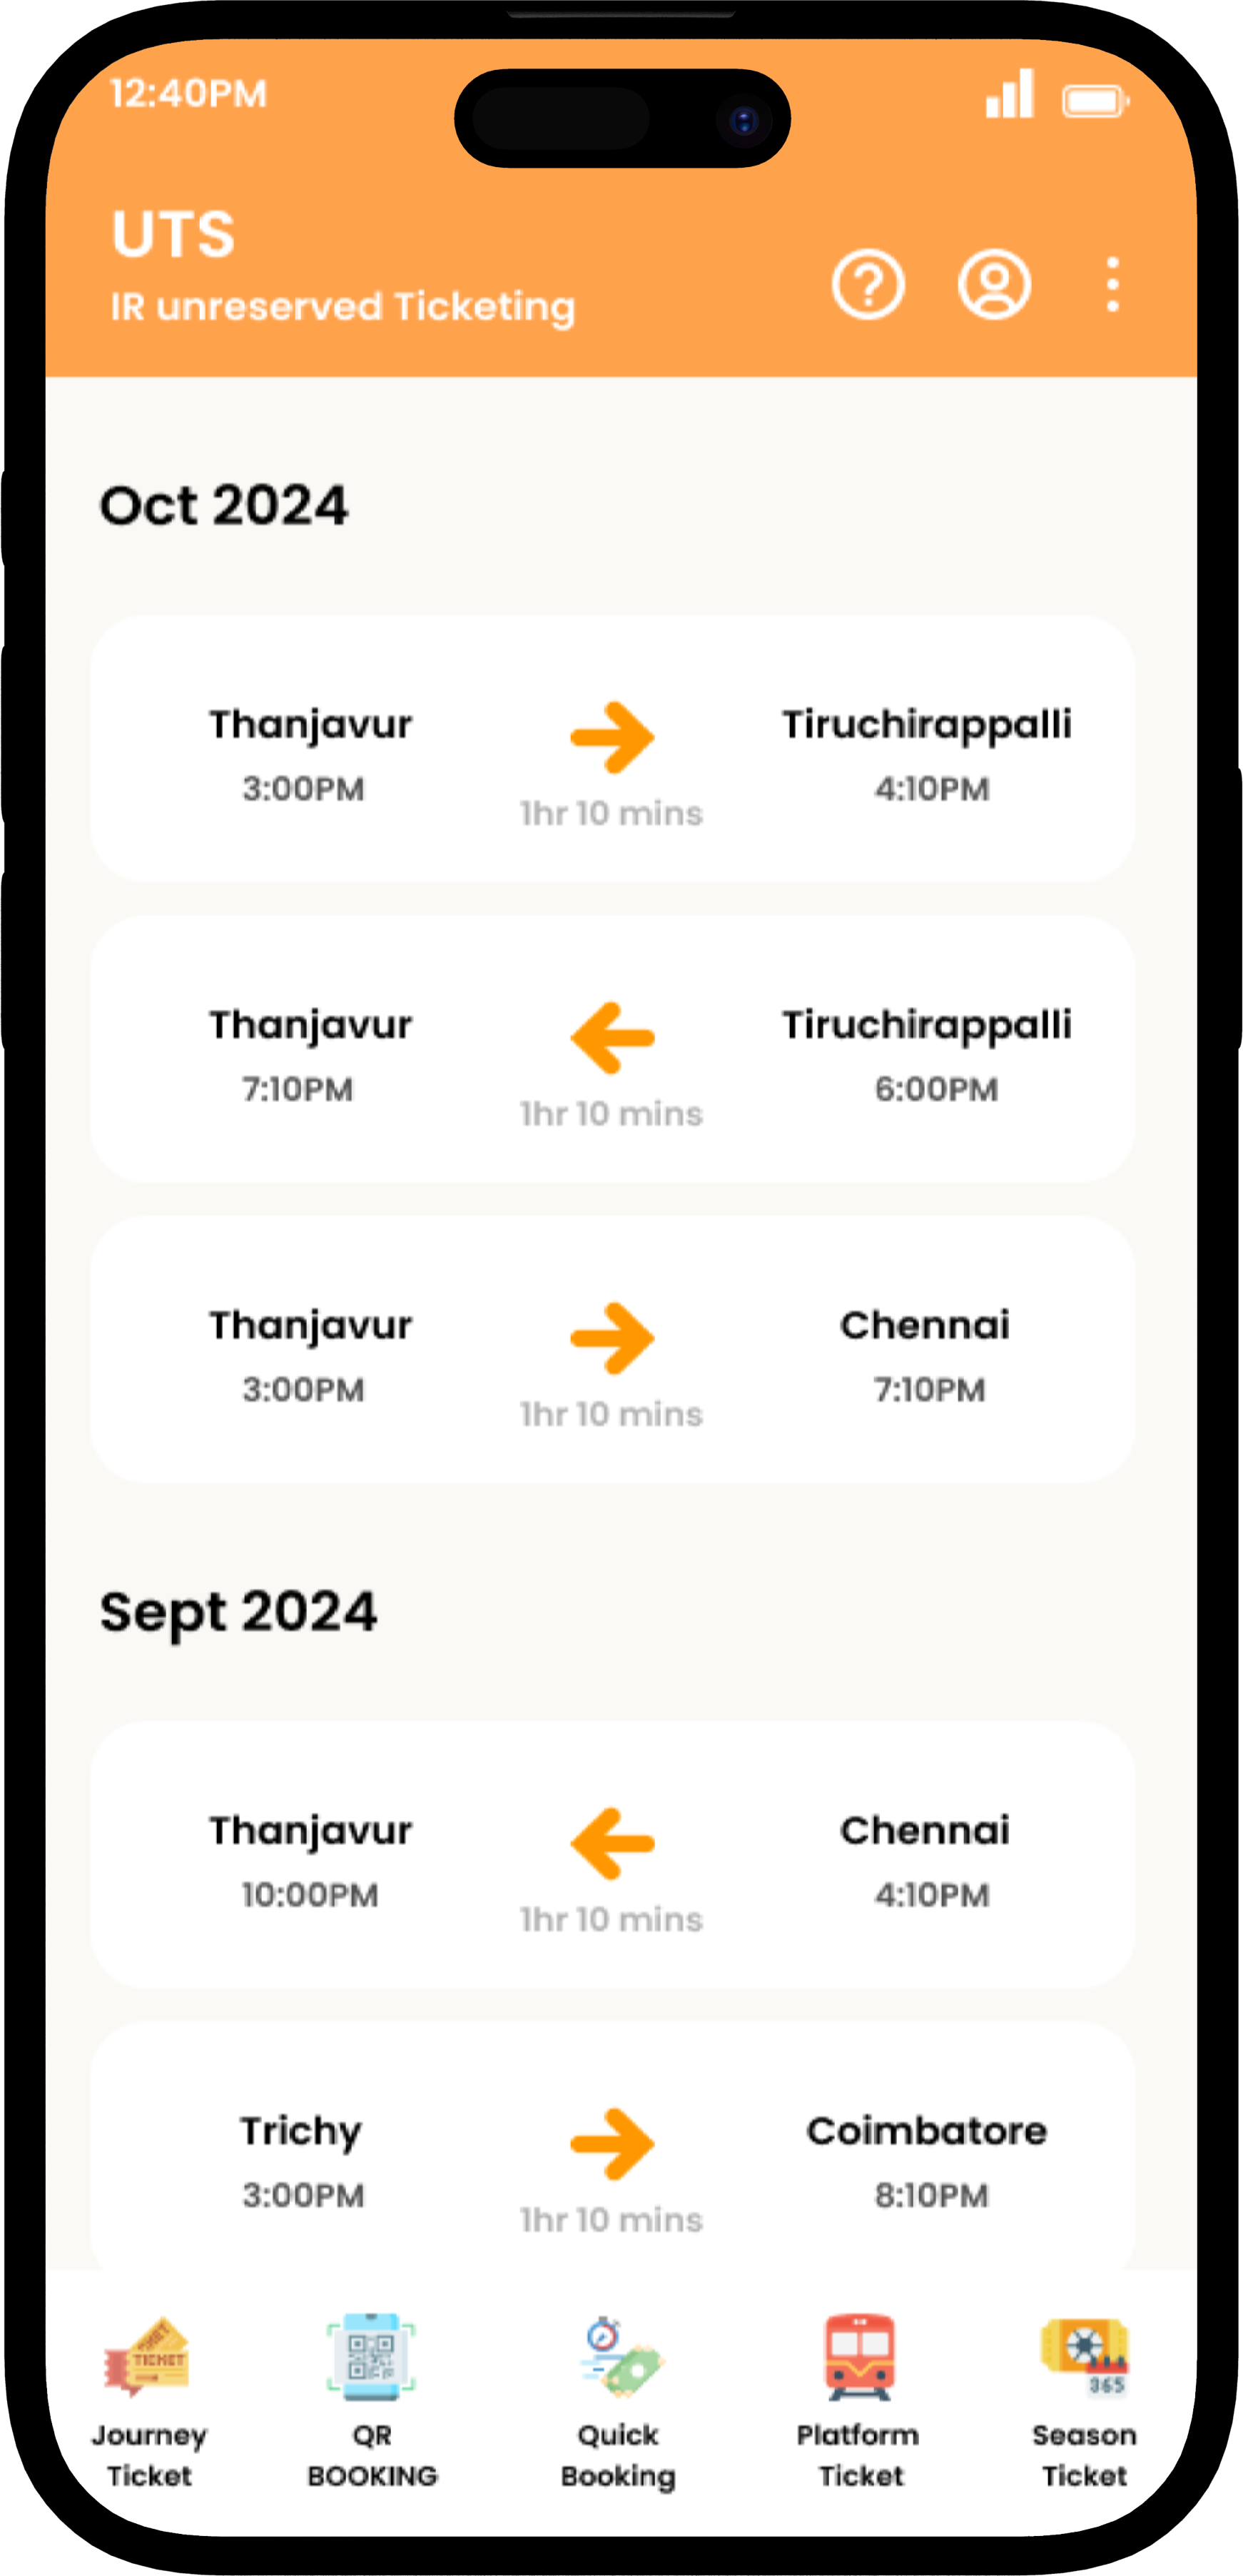 12:40PM
UTS
IR unreserved Ticketing
Oct 2024
Thanjavur
Tiruchirappalli
3:00PM
4:10PM
1hr 10 mins
Thanjavur
Tiruchirappalli
7:10PM
6:00PM
1hr 10 mins
Thanjavur
Chennai
3:00PM
7:10PM
1hr 10 mins
Sept 2024
Thanjavur
Chennai
10:00PM
4:10PM
1hr 10 mins
Trichy
Coimbatore
3:00PM
8:10PM
1hr 10 mins
TICKET
365
Journey
Ticket
QR
BOOKING
Quick
Booking
Platform
Ticket
Season
Ticket